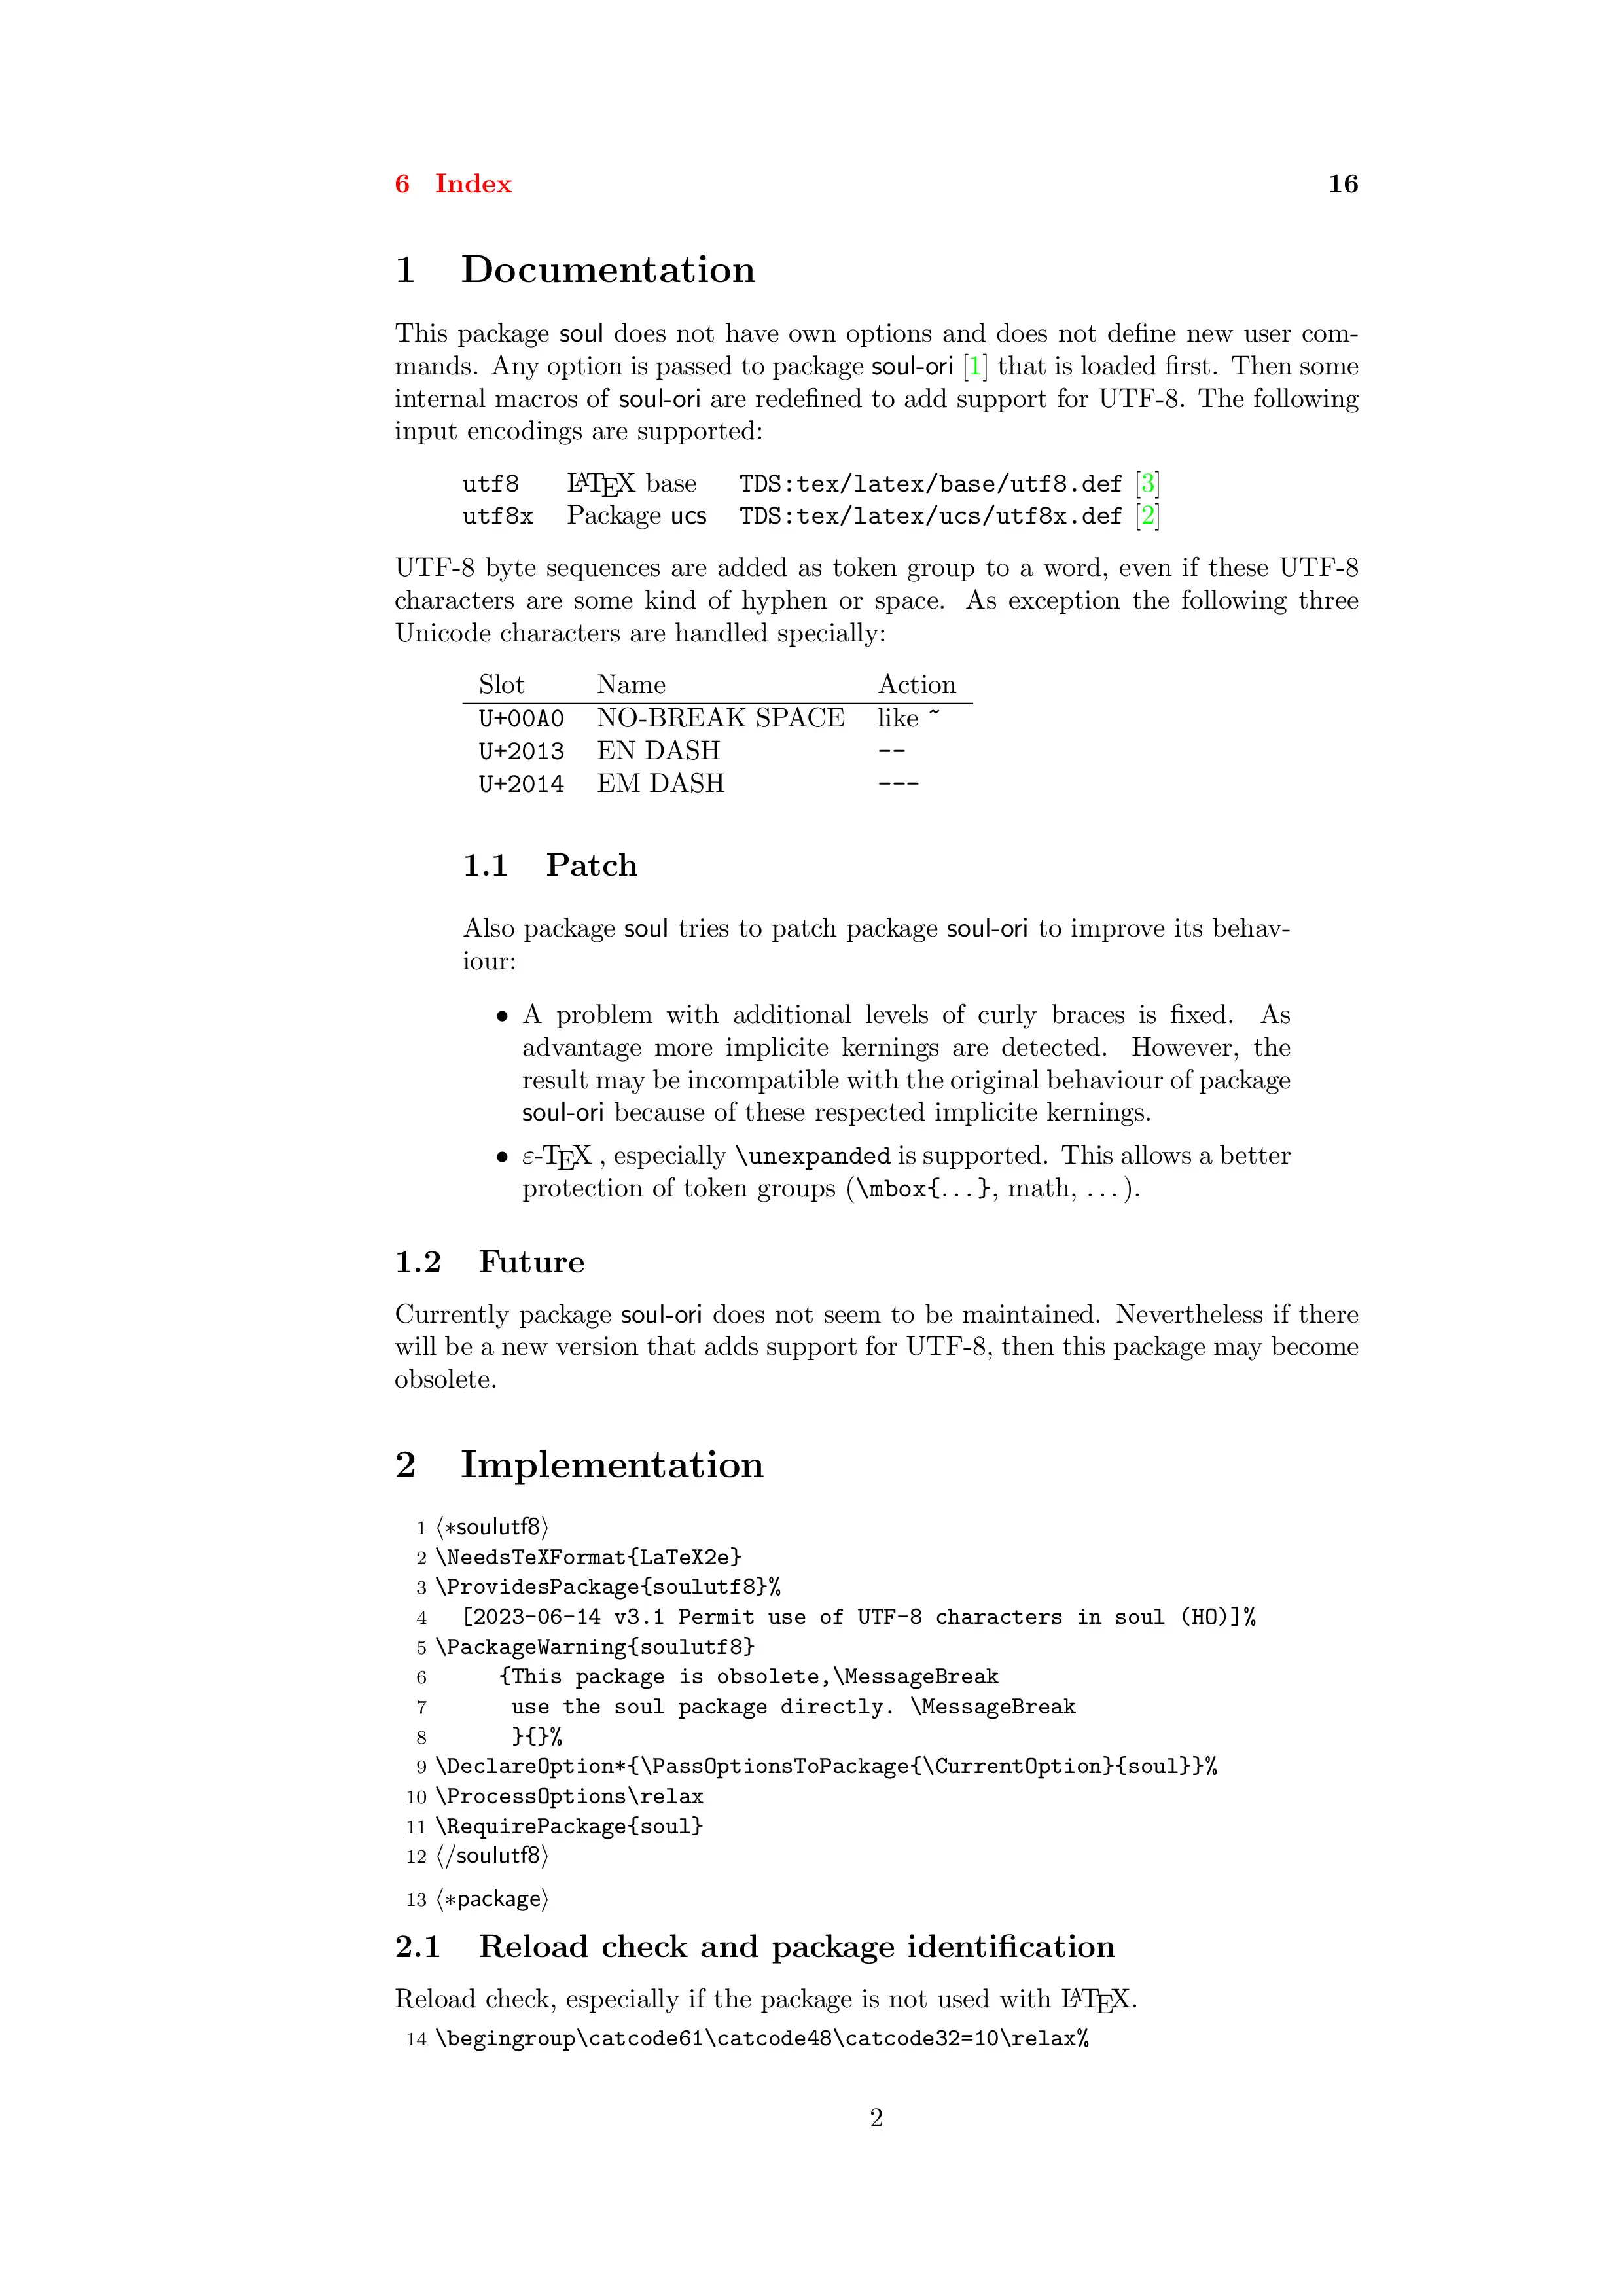 6 Index 16
1 Documentation
This package soul does not have own options and does not define new user com-
mands. Any option is passed to package soul-ori [1] that is loaded first. Then some
internal macros of soul-ori are redefined to add support for UTF-8. The following
input encodings are supported:
utf8 LATEX base TDS:tex/latex/base/utf8.def [3]
utf8x Package ucs TDS:tex/latex/ucs/utf8x.def [2]
UTF-8 byte sequences are added as token group to a word, even if these UTF-8
characters are some kind of hyphen or space. As exception the following three
Unicode characters are handled specially:
Slot Name Action
U+00A0 NO-BREAK SPACE like ~
U+2013 EN DASH --
U+2014 EM DASH ---
1.1 Patch
Also package soul tries to patch package soul-ori to improve its behav-
iour:
• A problem with additional levels of curly braces is fixed. As
advantage more implicite kernings are detected. However, the
result may be incompatible with the original behaviour of package
soul-ori because of these respected implicite kernings.
• ε-TEX , especially \unexpanded is supported. This allows a better
protection of token groups (\mbox{...}, math, ...).
1.2 Future
Currently package soul-ori does not seem to be maintained. Nevertheless if there
will be a new version that adds support for UTF-8, then this package may become
obsolete.
2 Implementation
1 ⟨*soulutf8⟩
2 \NeedsTeXFormat{LaTeX2e}
3 \ProvidesPackage{soulutf8}%
4 [2023-06-14 v3.1 Permit use of UTF-8 characters in soul (HO)]%
5 \PackageWarning{soulutf8}
6 {This package is obsolete,\MessageBreak
7 use the soul package directly. \MessageBreak
8 }{}%
9 \DeclareOption*{\PassOptionsToPackage{\CurrentOption}{soul}}%
10 \ProcessOptions\relax
11 \RequirePackage{soul}
12 ⟨/soulutf8⟩
13 ⟨*package⟩
2.1 Reload check and package identification
Reload check, especially if the package is not used with LATEX.
14 \begingroup\catcode61\catcode48\catcode32=10\relax%
2